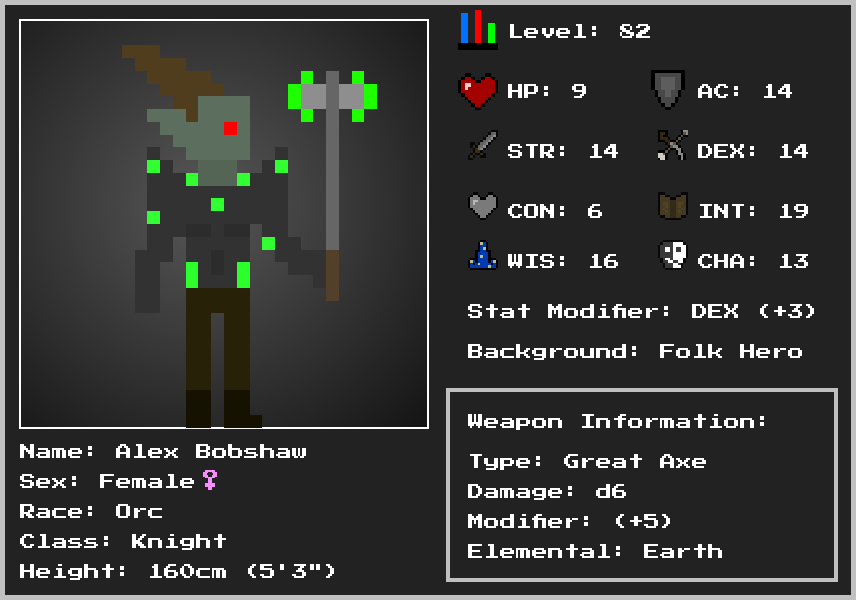 Level: 82
HP: 9 AC: 14
STR: 14 DEX: 14
CON: 6 INT: 19
WIS: 16 CHA: 13
Stat Modifier: DEX (+3)
Background: Folk Hero
Weapon Information:
Type: Great Axe
Damage: d6
Modifier: (+5)
Elemental: Earth
Name: Alex Bobshaw
Sex: Female♀
Race: Orc
Class: Knight
Height: 160cm (5'3")